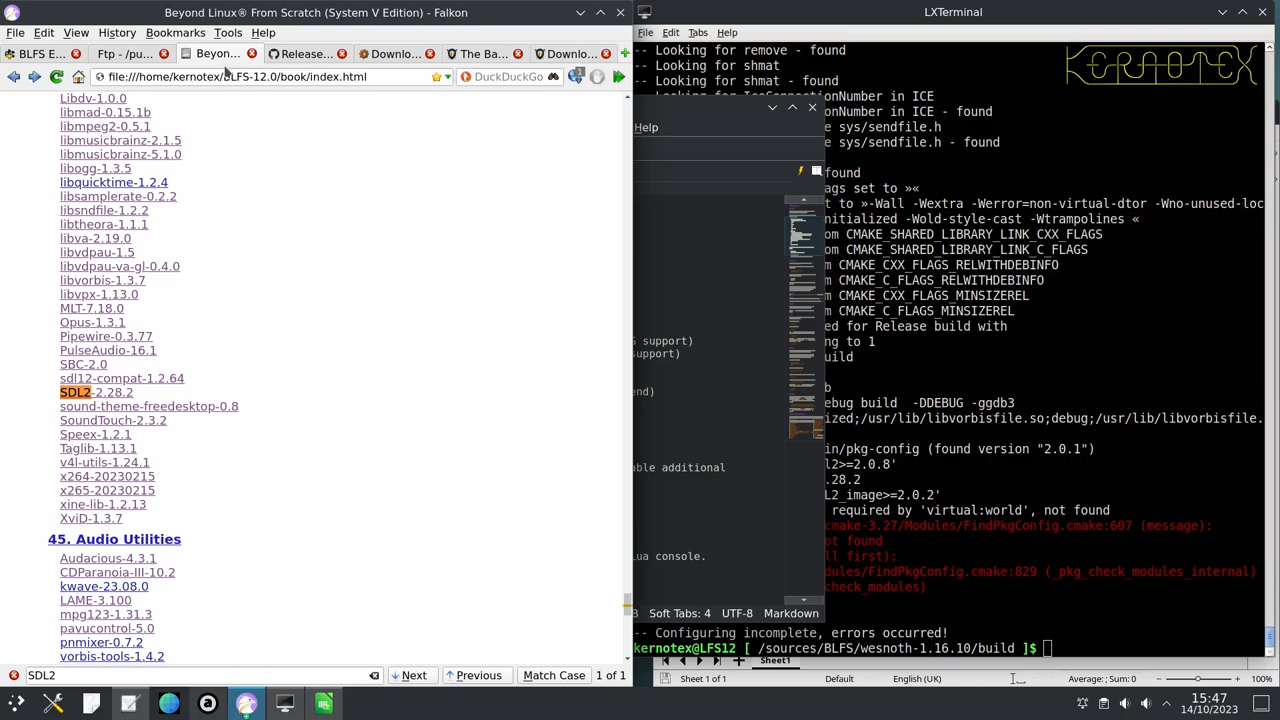 Beyond Linux® From Scratch (System V Edition) - Falkon
File Edit View History Bookmarks Tools Help
BLFS E...
Ftp - /pu...
Beyon...
Release...
Downlo...
The Ba...
Downlo...
file:///home/kernotex/BLFS-12.0/book/index.html
DuckDuckGo
Libdv-1.0.0
libmad-0.15.1b
libmpeg2-0.5.1
libmusicbrainz-2.1.5
libmusicbrainz-5.1.0
libogg-1.3.5
libquicktime-1.2.4
libsamplerate-0.2.2
libsndfile-1.2.2
libtheora-1.1.1
libva-2.19.0
libvdpau-1.5
libvdpau-va-gl-0.4.0
libvorbis-1.3.7
libvpx-1.13.0
MLT-7.18.0
Opus-1.3.1
Pipewire-0.3.77
PulseAudio-16.1
SBC-2.0
sdl12-compat-1.2.64
SDL2-2.28.2
sound-theme-freedesktop-0.8
SoundTouch-2.3.2
Speex-1.2.1
Taglib-1.13.1
v4l-utils-1.24.1
x264-20230215
x265-20230215
xine-lib-1.2.13
XviD-1.3.7
45. Audio Utilities
Audacious-4.3.1
CDParanoia-III-10.2
kwave-23.08.0
LAME-3.100
mpg123-1.31.3
pavucontrol-5.0
pnmixer-0.7.2
vorbis-tools-1.4.2
SDL2
Next
Previous
Match Case
1 of 1
LXTerminal
File Edit Tabs Help
KERNOTEX
-- Looking for remove - found
-- Looking for shmat
-- Looking for shmat - found
-- Looking for IceConnectionNumber in ICE
onnectionNumber in ICE - found
e sys/sendfile.h
e sys/sendfile.h - found
found
ags set to »«
t to »-Wall -Wextra -Werror=non-virtual-dtor -Wno-unused-loc
nitialized -Wold-style-cast -Wtrampolines «
om CMAKE_SHARED_LIBRARY_LINK_CXX_FLAGS
om CMAKE_SHARED_LIBRARY_LINK_C_FLAGS
m CMAKE_CXX_FLAGS_RELWITHDEBINFO
m CMAKE_C_FLAGS_RELWITHDEBINFO
m CMAKE_CXX_FLAGS_MINSIZEREL
m CMAKE_C_FLAGS_MINSIZEREL
ed for Release build with
ng to 1
uild
b
ebug build -DDEBUG -ggdb3
ized;/usr/lib/libvorbisfile.so;debug;/usr/lib/libvorbisfile.
in/pkg-config (found version "2.0.1")
l2>=2.0.8'
.28.2
L2_image>=2.0.2'
required by 'virtual:world', not found
cmake-3.27/Modules/FindPkgConfig.cmake:607 (message):
ot found
ll first):
dules/FindPkgConfig.cmake:829 (_pkg_check_modules_internal)
check_modules)
-- Configuring incomplete, errors occurred!
kernotex@LFS12 [ /sources/BLFS/wesnoth-1.16.10/build ]$
Help
G support)
support)
end)
able additional
ua console.
Soft Tabs: 4 UTF-8 Markdown
Sheet1
Sheet 1 of 1
Default
English (UK)
Average: ; Sum: 0
100%
15:47
14/10/2023